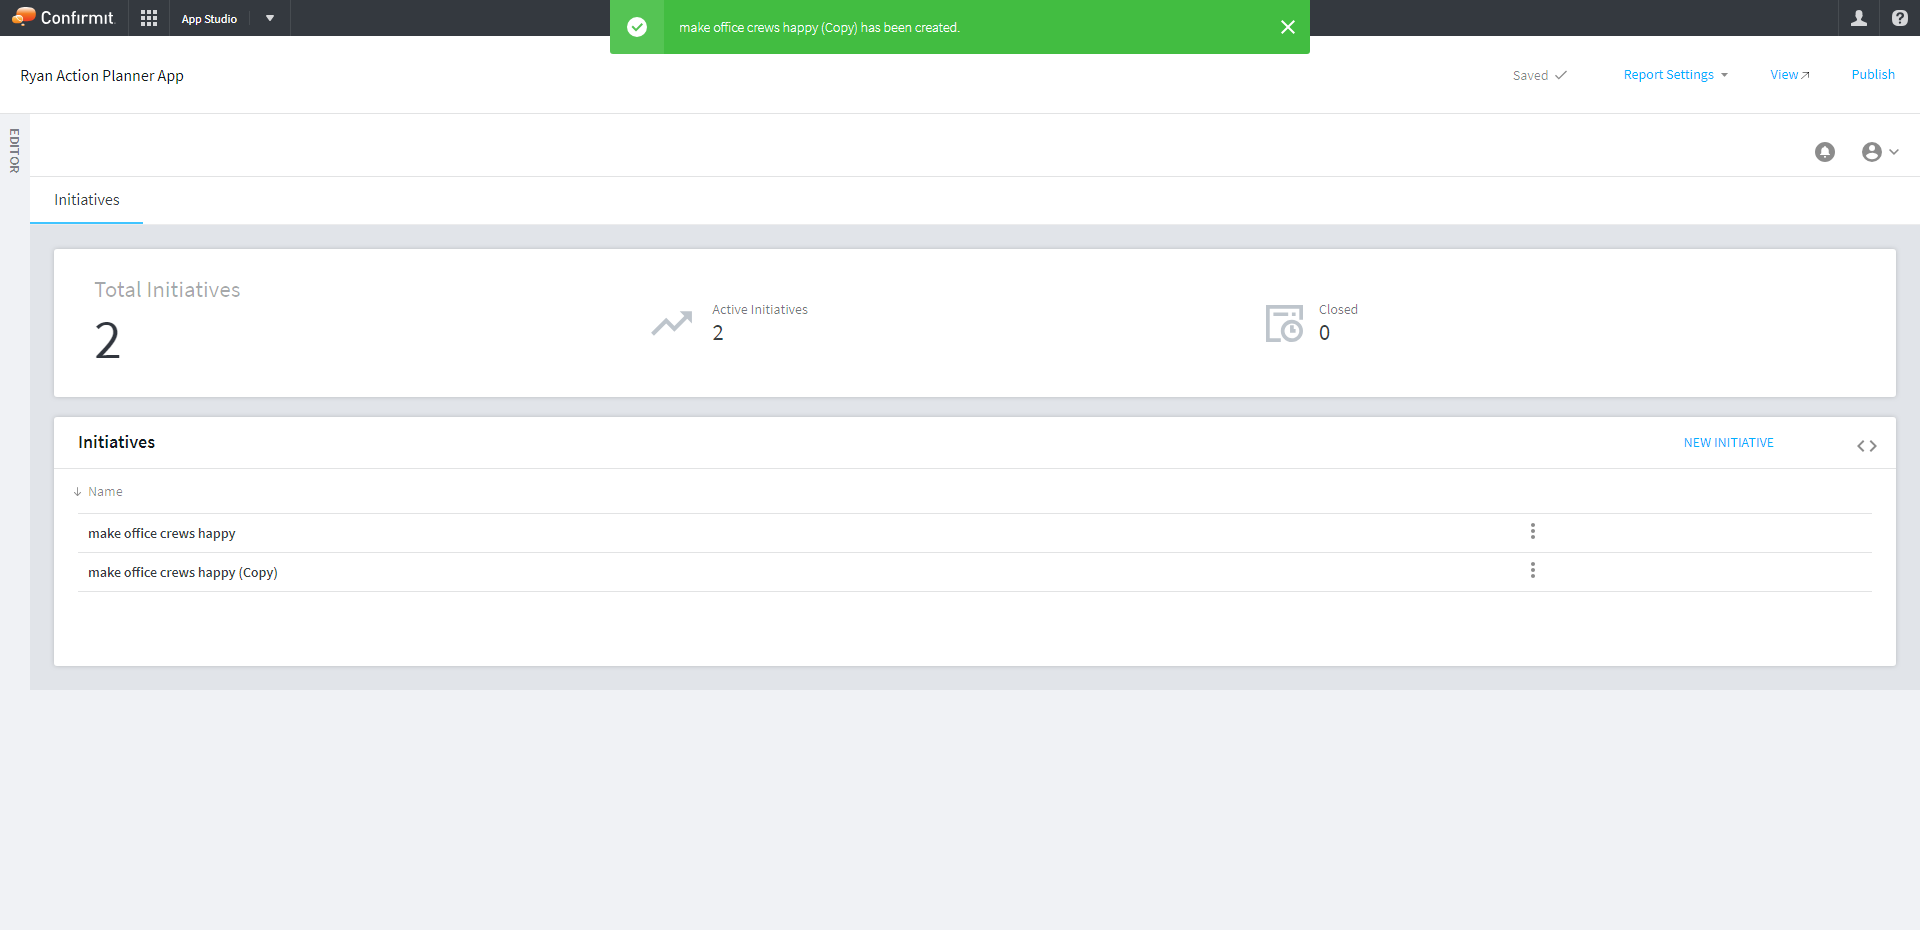 Confirmit
App Studio
make office crews happy (Copy) has been created.
Ryan Action Planner App
Saved
Report Settings
View
Publish
EDITOR
Initiatives
Total Initiatives
2
Active Initiatives
2
Closed
0
Initiatives
NEW INITIATIVE
Name
make office crews happy
make office crews happy (Copy)